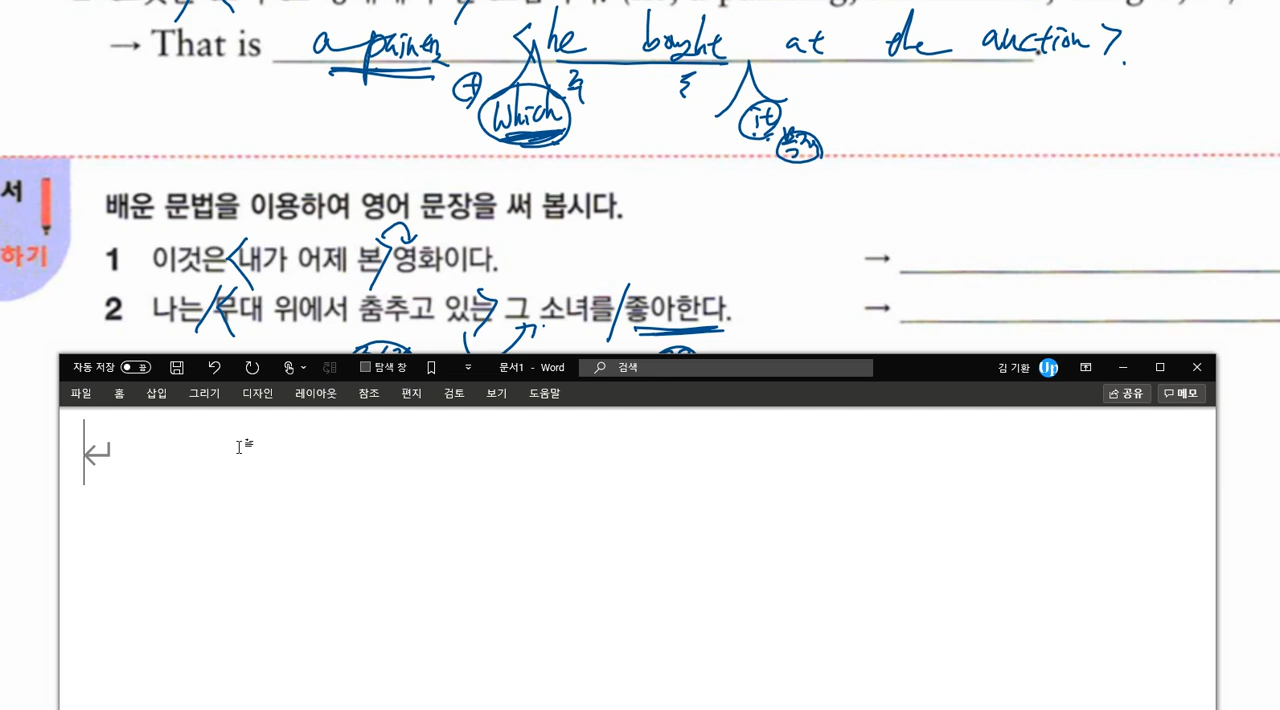 → That is a he bought at the auction
which
it
서
배운 문법을 이용하여 영어 문장을 써 봅시다.
하기
1 이것은 내가 어제 본 영화이다. →
2 나는 무대 위에서 춤추고 있는 그 소녀를 좋아한다. →
자동 저장 끔 탐색 창 문서1 - Word 검색 김 기환 Up
파일 홈 삽입 그리기 디자인 레이아웃 참조 편지 검토 보기 도움말 공유 메모